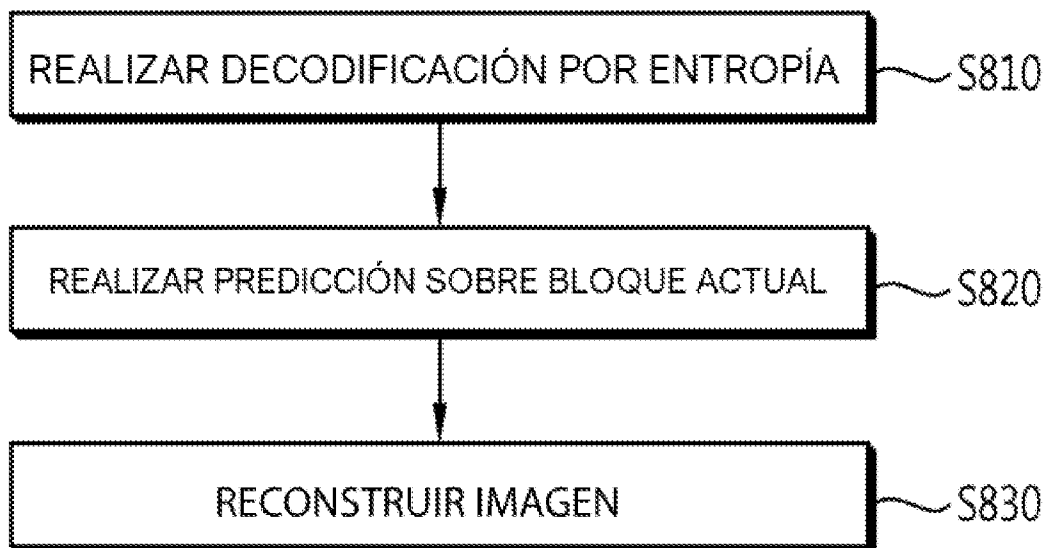 REALIZAR DECODIFICACIÓN POR ENTROPÍA S810
REALIZAR PREDICCIÓN SOBRE BLOQUE ACTUAL S820
RECONSTRUIR IMAGEN S830